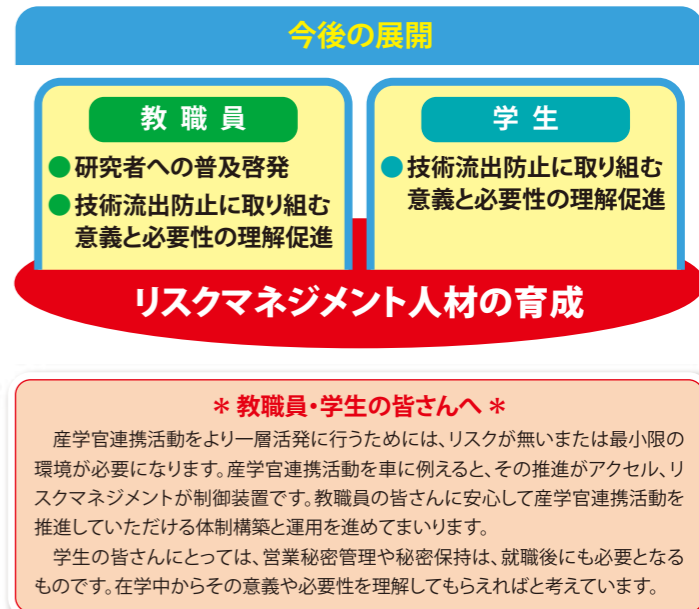 今後の展開
教職員
●研究者への普及啓発
●技術流出防止に取り組む
意義と必要性の理解促進
学生
●技術流出防止に取り組む
意義と必要性の理解促進
リスクマネジメント人材の育成
＊教職員・学生の皆さんへ＊
　産学官連携活動をより一層活発に行うためには、リスクが無いまたは最小限の
環境が必要になります。産学官連携活動を車に例えると、その推進がアクセル、リ
スクマネジメントが制御装置です。教職員の皆さんに安心して産学官連携活動を
推進していただける体制構築と運用を進めてまいります。
　学生の皆さんにとっては、営業秘密管理や秘密保持は、就職後にも必要となる
ものです。在学中からその意義や必要性を理解してもらえればと考えています。